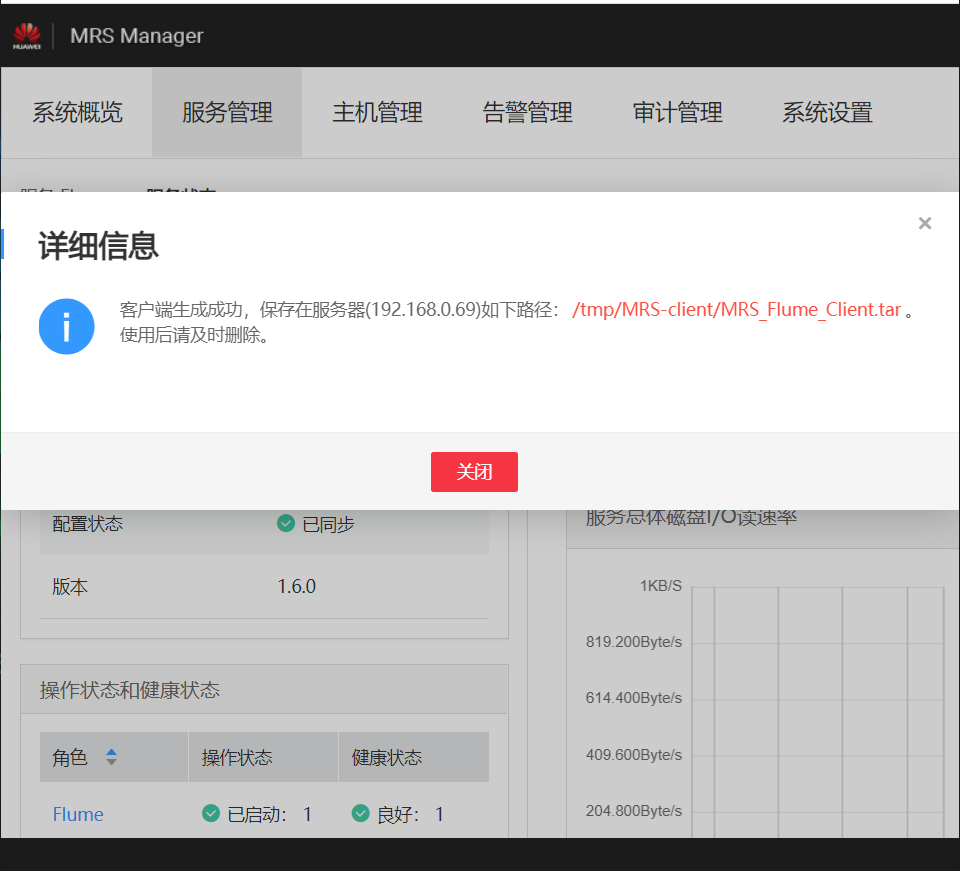 HUAWEI
MRS Manager
系统概览 服务管理 主机管理 告警管理 审计管理 系统设置
详细信息
×
客户端生成成功，保存在服务器(192.168.0.69)如下路径： /tmp/MRS-client/MRS_Flume_Client.tar 。
使用后请及时删除。
关闭
配置状态 已同步
版本 1.6.0
服务总体磁盘I/O读速率
1KB/S
819.200Byte/s
614.400Byte/s
409.600Byte/s
204.800Byte/s
操作状态和健康状态
角色 操作状态 健康状态
Flume 已启动： 1 良好： 1